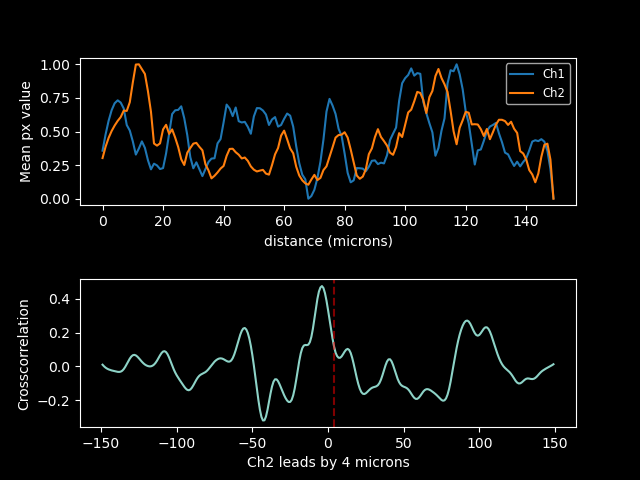 1.00
0.75
0.50
0.25
0.00
Mean px value
Ch1
Ch2
0 20 40 60 80 100 120 140
distance (microns)
0.4
0.2
0.0
−0.2
Crosscorrelation
−150 −100 −50 0 50 100 150
Ch2 leads by 4 microns